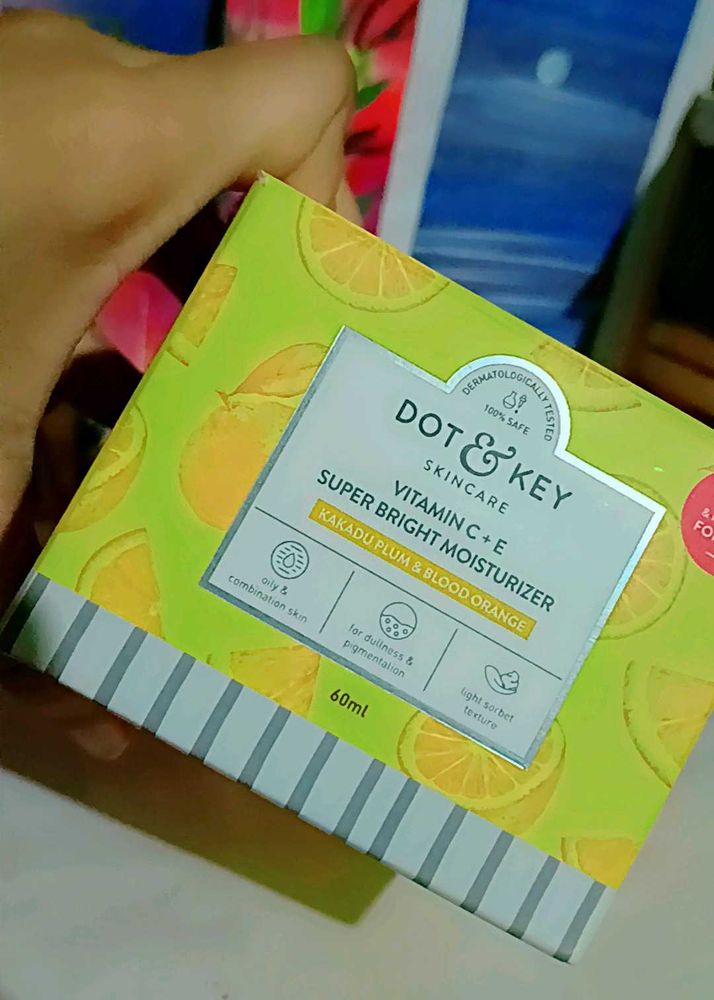 DERMATOLOGICALLY TESTED
100% SAFE
DOT & KEY
SKINCARE
VITAMIN C + E
SUPER BRIGHT MOISTURIZER
KAKADU PLUM & BLOOD ORANGE
oily &
combination skin
for dullness &
pigmentation
light sorbet
texture
60ml